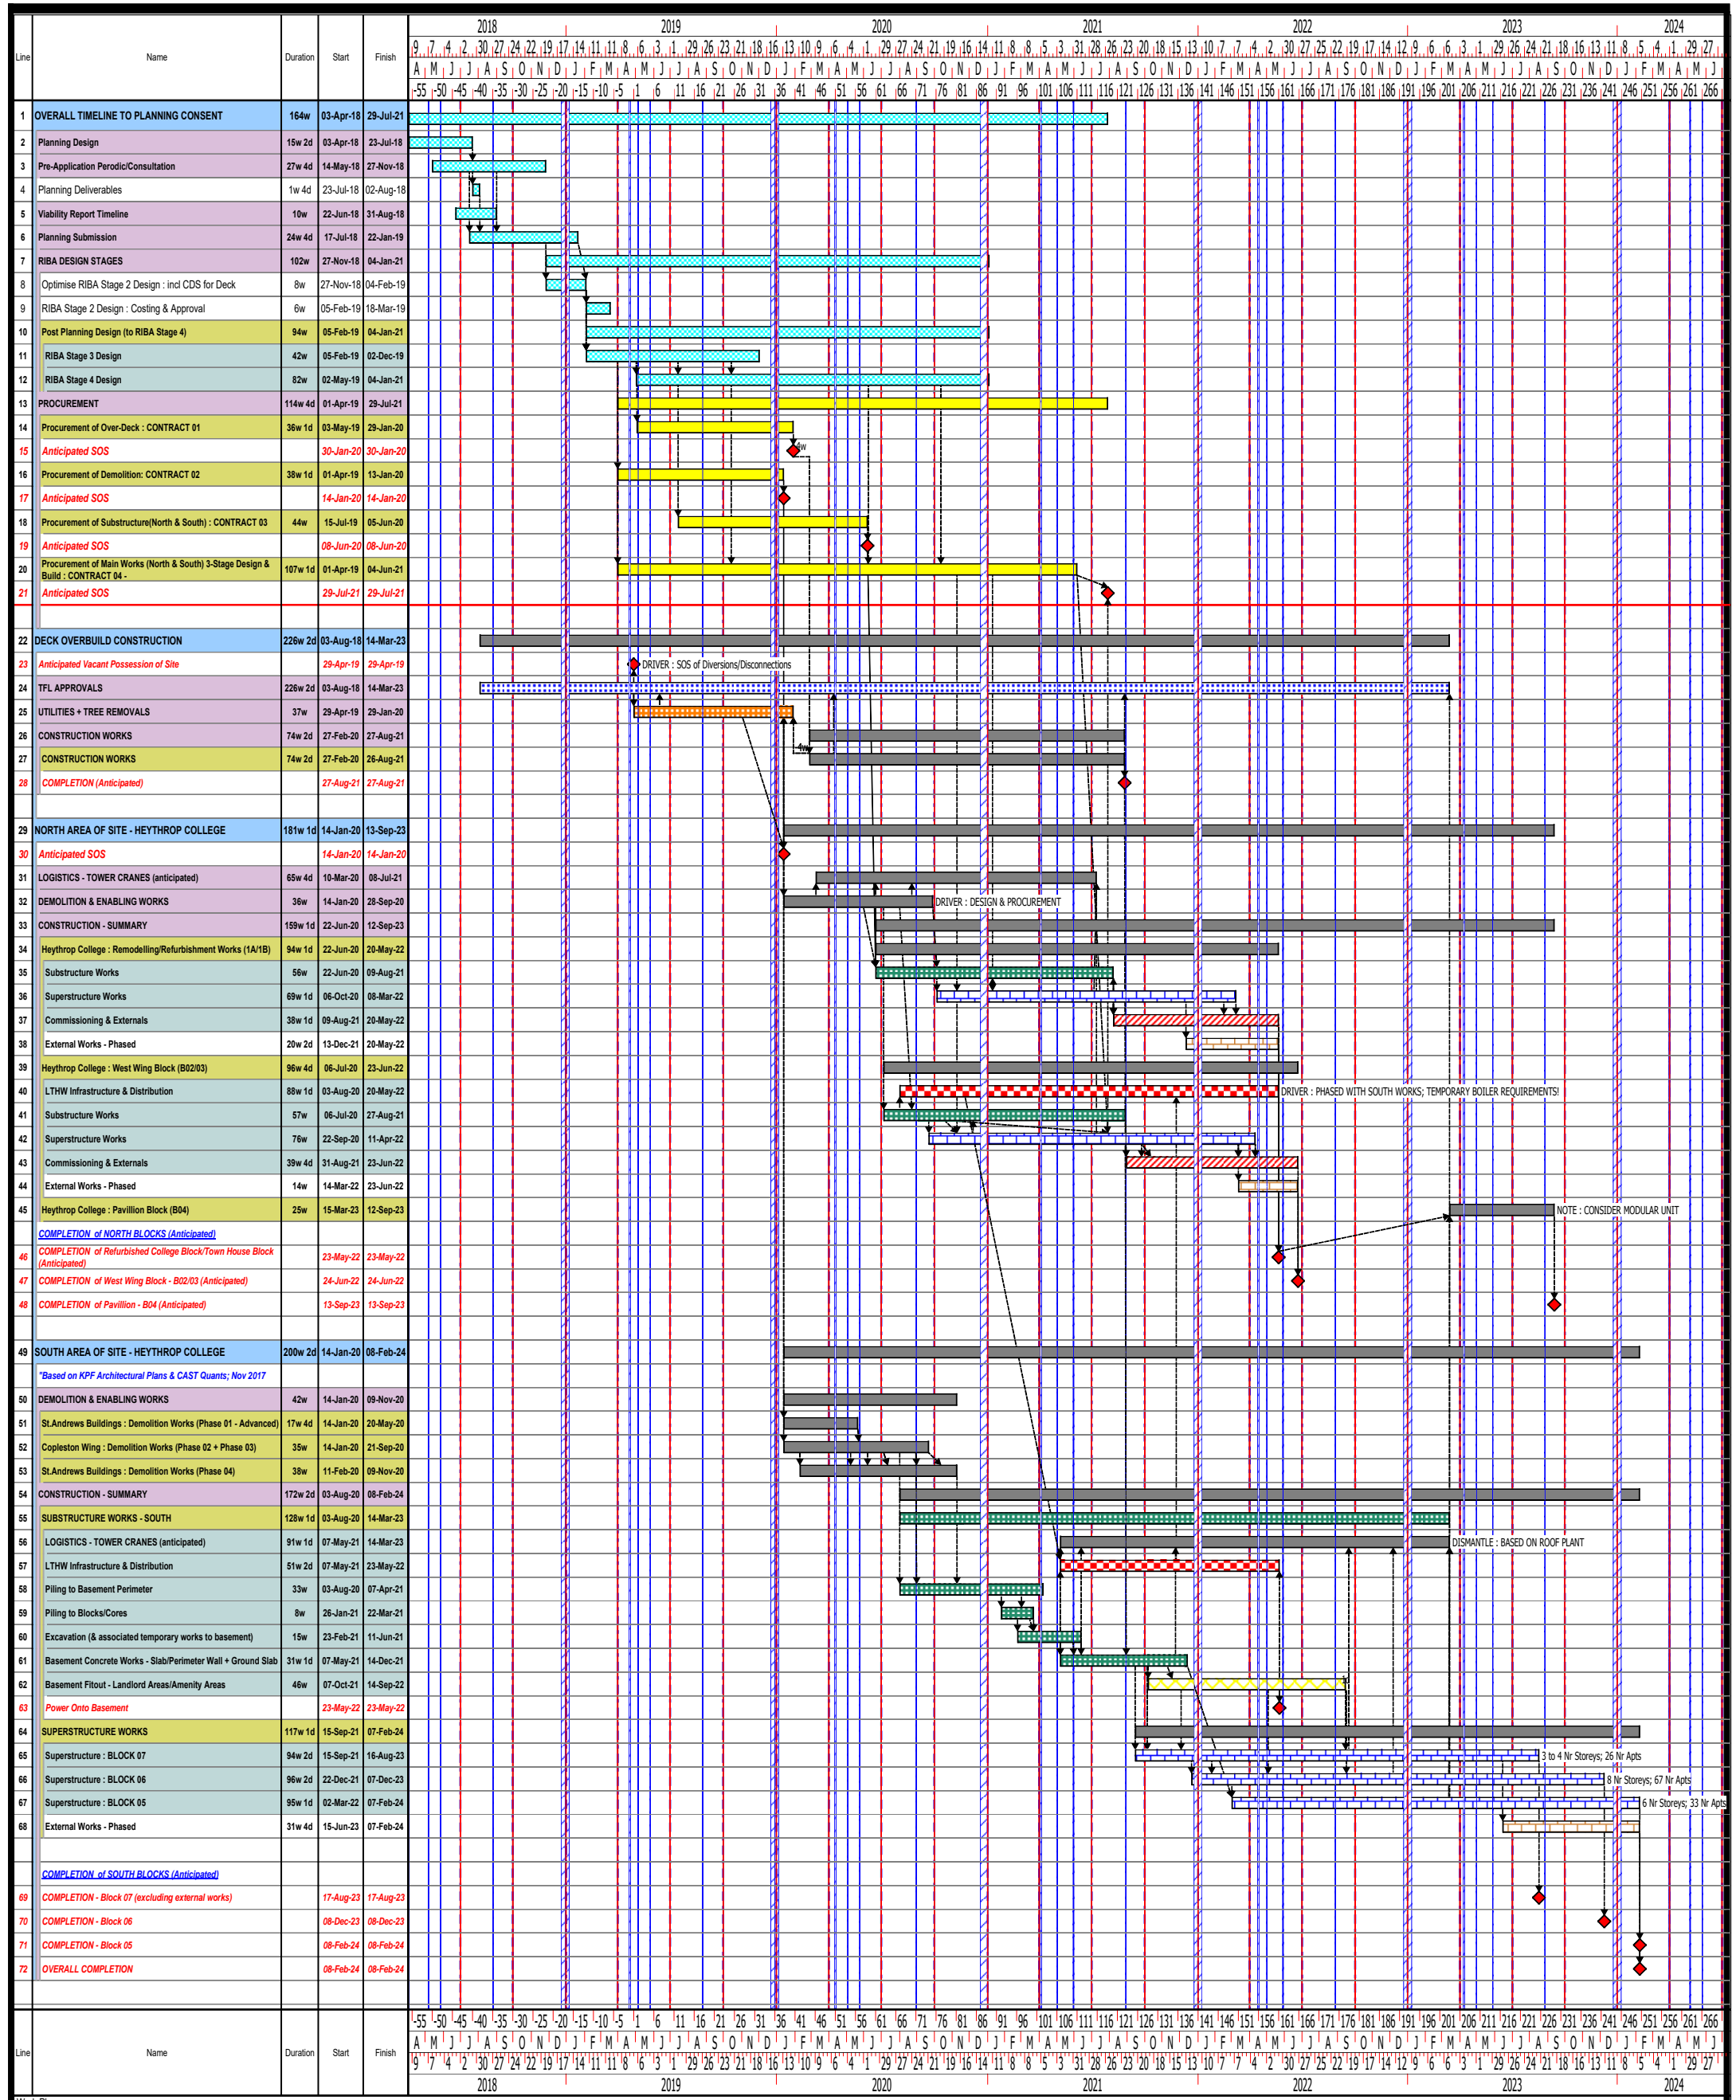 2018 2019 2020 2021 2022 2023 2024
Line Name Duration Start Finish
1 OVERALL TIMELINE TO PLANNING CONSENT 164w 03-Apr-18 29-Jul-21
2 Planning Design 15w 2d 03-Apr-18 23-Jul-18
3 Pre-Application Perodic/Consultation 27w 4d 14-May-18 27-Nov-18
4 Planning Deliverables 1w 4d 23-Jul-18 02-Aug-18
5 Viability Report Timeline 10w 22-Jun-18 31-Aug-18
6 Planning Submission 24w 4d 17-Jul-18 22-Jan-19
7 RIBA DESIGN STAGES 102w 27-Nov-18 04-Jan-21
8 Optimise RIBA Stage 2 Design : incl CDS for Deck 8w 27-Nov-18 04-Feb-19
9 RIBA Stage 2 Design : Costing & Approval 6w 05-Feb-19 18-Mar-19
10 Post Planning Design (to RIBA Stage 4) 94w 05-Feb-19 04-Jan-21
11 RIBA Stage 3 Design 42w 05-Feb-19 02-Dec-19
12 RIBA Stage 4 Design 82w 02-May-19 04-Jan-21
13 PROCUREMENT 114w 4d 01-Apr-19 29-Jul-21
14 Procurement of Over-Deck : CONTRACT 01 36w 1d 03-May-19 29-Jan-20
15 Anticipated SOS 30-Jan-20 30-Jan-20
16 Procurement of Demolition: CONTRACT 02 38w 1d 01-Apr-19 13-Jan-20
17 Anticipated SOS 14-Jan-20 14-Jan-20
18 Procurement of Substructure(North & South) : CONTRACT 03 44w 15-Jul-19 05-Jun-20
19 Anticipated SOS 08-Jun-20 08-Jun-20
20 Procurement of Main Works (North & South) 3-Stage Design &
Build : CONTRACT 04 - 107w 1d 01-Apr-19 04-Jun-21
21 Anticipated SOS 29-Jul-21 29-Jul-21
22 DECK OVERBUILD CONSTRUCTION 226w 2d 03-Aug-18 14-Mar-23
23 Anticipated Vacant Possession of Site 29-Apr-19 29-Apr-19 DRIVER : SOS of Diversions/Disconnections
24 TFL APPROVALS 226w 2d 03-Aug-18 14-Mar-23
25 UTILITIES + TREE REMOVALS 37w 29-Apr-19 29-Jan-20
26 CONSTRUCTION WORKS 74w 2d 27-Feb-20 27-Aug-21
27 CONSTRUCTION WORKS 74w 2d 27-Feb-20 26-Aug-21 4w
28 COMPLETION (Anticipated) 27-Aug-21 27-Aug-21
29 NORTH AREA OF SITE - HEYTHROP COLLEGE 181w 1d 14-Jan-20 13-Sep-23
30 Anticipated SOS 14-Jan-20 14-Jan-20
31 LOGISTICS - TOWER CRANES (anticipated) 65w 4d 10-Mar-20 08-Jul-21
32 DEMOLITION & ENABLING WORKS 36w 14-Jan-20 28-Sep-20 DRIVER : DESIGN & PROCUREMENT
33 CONSTRUCTION - SUMMARY 159w 1d 22-Jun-20 12-Sep-23
34 Heythrop College : Remodelling/Refurbishment Works (1A/1B) 94w 1d 22-Jun-20 20-May-22
35 Substructure Works 56w 22-Jun-20 09-Aug-21
36 Superstructure Works 69w 1d 06-Oct-20 08-Mar-22
37 Commissioning & Externals 38w 1d 09-Aug-21 20-May-22
38 External Works - Phased 20w 2d 13-Dec-21 20-May-22
39 Heythrop College : West Wing Block (B02/03) 96w 4d 06-Jul-20 23-Jun-22
40 LTHW Infrastructure & Distribution 88w 1d 03-Aug-20 20-May-22 DRIVER : PHASED WITH SOUTH WORKS; TEMPORARY BOILER REQUIREMENTS!
41 Substructure Works 57w 06-Jul-20 27-Aug-21
42 Superstructure Works 76w 22-Sep-20 11-Apr-22
43 Commissioning & Externals 39w 4d 31-Aug-21 23-Jun-22
44 External Works - Phased 14w 14-Mar-22 23-Jun-22
45 Heythrop College : Pavillion Block (B04) 25w 15-Mar-23 12-Sep-23 NOTE : CONSIDER MODULAR UNIT
COMPLETION of NORTH BLOCKS (Anticipated)
46 COMPLETION of Refurbished College Block/Town House Block
(Anticipated) 23-May-22 23-May-22
47 COMPLETION of West Wing Block - B02/03 (Anticipated) 24-Jun-22 24-Jun-22
48 COMPLETION of Pavillion - B04 (Anticipated) 13-Sep-23 13-Sep-23
49 SOUTH AREA OF SITE - HEYTHROP COLLEGE 200w 2d 14-Jan-20 08-Feb-24
"Based on KPF Architectural Plans & CAST Quants; Nov 2017
50 DEMOLITION & ENABLING WORKS 42w 14-Jan-20 09-Nov-20
51 St.Andrews Buildings : Demolition Works (Phase 01 - Advanced) 17w 4d 14-Jan-20 20-May-20
52 Copleston Wing : Demolition Works (Phase 02 + Phase 03) 35w 14-Jan-20 21-Sep-20
53 St.Andrews Buildings : Demolition Works (Phase 04) 38w 11-Feb-20 09-Nov-20
54 CONSTRUCTION - SUMMARY 172w 2d 03-Aug-20 08-Feb-24
55 SUBSTRUCTURE WORKS - SOUTH 128w 1d 03-Aug-20 14-Mar-23
56 LOGISTICS - TOWER CRANES (anticipated) 91w 1d 07-May-21 14-Mar-23 DISMANTLE : BASED ON ROOF PLANT
57 LTHW Infrastructure & Distribution 51w 2d 07-May-21 23-May-22
58 Piling to Basement Perimeter 33w 03-Aug-20 07-Apr-21
59 Piling to Blocks/Cores 8w 26-Jan-21 22-Mar-21
60 Excavation (& associated temporary works to basement) 15w 23-Feb-21 11-Jun-21
61 Basement Concrete Works - Slab/Perimeter Wall + Ground Slab 31w 1d 07-May-21 14-Dec-21
62 Basement Fitout - Landlord Areas/Amenity Areas 46w 07-Oct-21 14-Sep-22
63 Power Onto Basement 23-May-22 23-May-22
64 SUPERSTRUCTURE WORKS 117w 1d 15-Sep-21 07-Feb-24
65 Superstructure : BLOCK 07 94w 2d 15-Sep-21 16-Aug-23 3 to 4 Nr Storeys; 26 Nr Apts
66 Superstructure : BLOCK 06 96w 2d 22-Dec-21 07-Dec-23 8 Nr Storeys; 67 Nr Apts
67 Superstructure : BLOCK 05 95w 1d 02-Mar-22 07-Feb-24 6 Nr Storeys; 33 Nr Apts
68 External Works - Phased 31w 4d 15-Jun-23 07-Feb-24
COMPLETION of SOUTH BLOCKS (Anticipated)
69 COMPLETION - Block 07 (excluding external works) 17-Aug-23 17-Aug-23
70 COMPLETION - Block 06 08-Dec-23 08-Dec-23
71 COMPLETION - Block 05 08-Feb-24 08-Feb-24
72 OVERALL COMPLETION 08-Feb-24 08-Feb-24
Line Name Duration Start Finish
2018 2019 2020 2021 2022 2023 2024